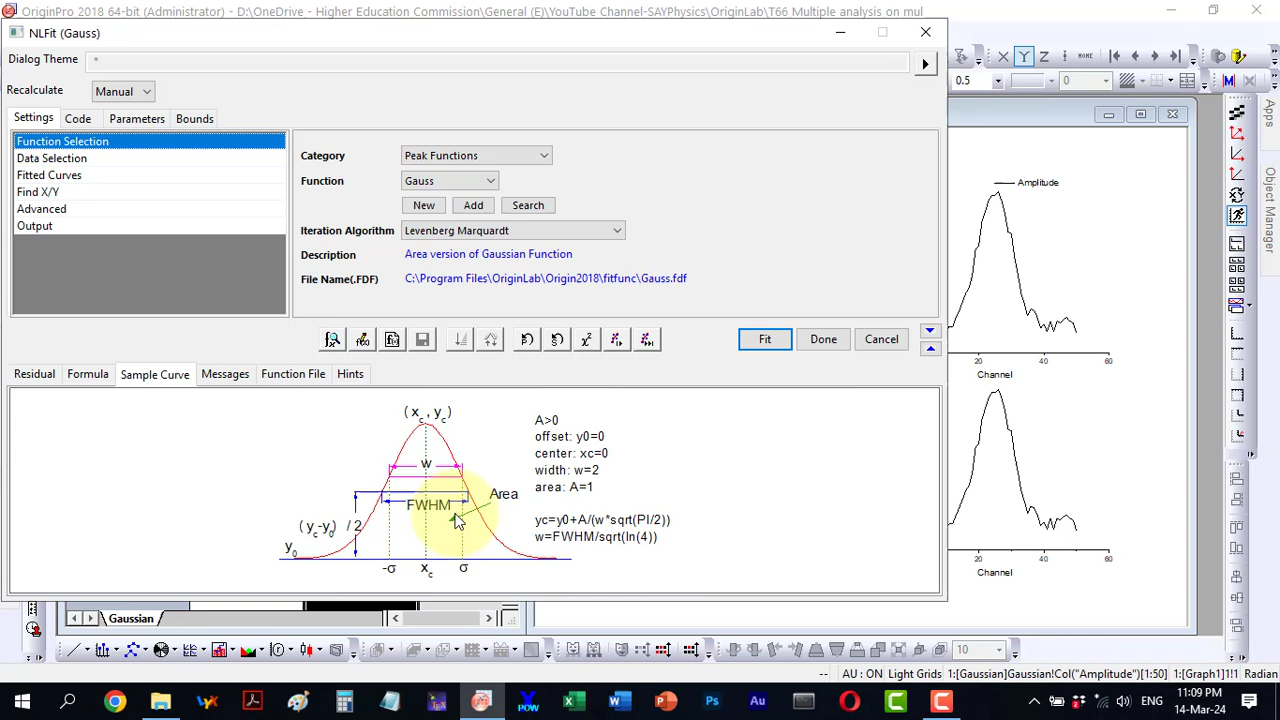 OriginPro 2018 64-bit (Administrator) - D:\OneDrive - Higher Education Commission\General (E)\YouTube Channel-SAYPhysics\OriginLab\T66 Multiple analysis on mul
NLFit (Gauss)
Dialog Theme *
Recalculate Manual
Settings Code Parameters Bounds
Function Selection
Data Selection
Fitted Curves
Find X/Y
Advanced
Output
Category Peak Functions
Function Gauss
New Add Search
Iteration Algorithm Levenberg Marquardt
Description Area version of Gaussian Function
File Name(.FDF) C:\Program Files\OriginLab\Origin2018\fitfunc\Gauss.fdf
Fit Done Cancel
Residual Formula Sample Curve Messages Function File Hints
(xc, yc)
w
FWHM
Area
(yc-y0) / 2
y0
-σ xc σ
A>0
offset: y0=0
center: xc=0
width: w=2
area: A=1
yc=y0+A/(w*sqrt(PI/2))
w=FWHM/sqrt(ln(4))
Gaussian
X Y Z HOME
0.5 0
M
Apps
Object Manager
Amplitude
20 40 60
Channel
20 40 60
Channel
10
-- AU : ON Light Grids 1:[Gaussian]Gaussian!Col("Amplitude")[1:50] 1:[Graph1]1!1 Radian
XPOW
Ps Au
ENG
11:09 PM
14-Mar-24